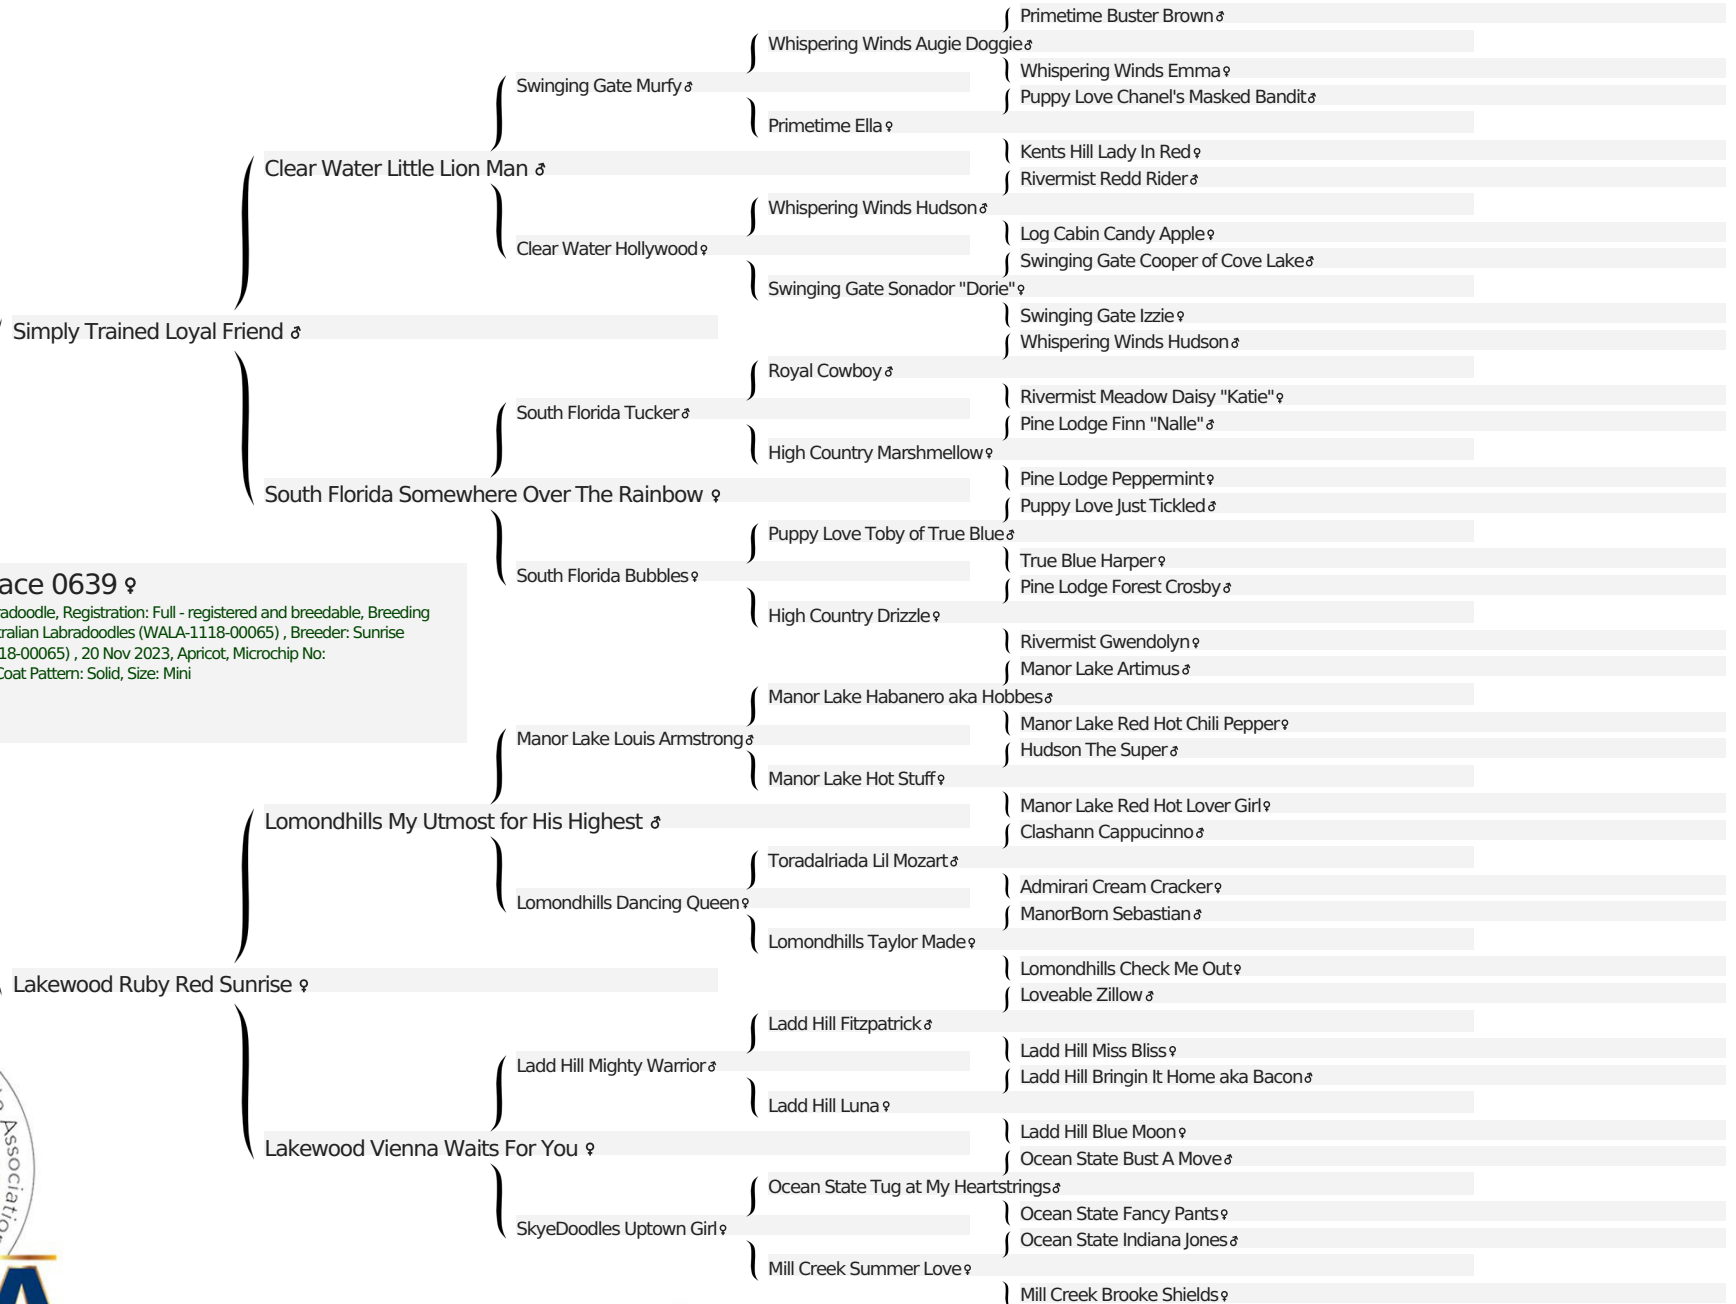 Primetime Buster Brown♂
Whispering Winds Augie Doggie♂
Whispering Winds Emma♀
Swinging Gate Murfy♂
Puppy Love Chanel's Masked Bandit♂
Primetime Ella♀
Kents Hill Lady In Red♀
Clear Water Little Lion Man ♂
Rivermist Redd Rider♂
Whispering Winds Hudson♂
Log Cabin Candy Apple♀
Clear Water Hollywood♀
Swinging Gate Cooper of Cove Lake♂
Swinging Gate Sonador "Dorie"♀
Swinging Gate Izzie♀
Simply Trained Loyal Friend ♂
Whispering Winds Hudson♂
Royal Cowboy♂
Rivermist Meadow Daisy "Katie"♀
South Florida Tucker♂
Pine Lodge Finn "Nalle"♂
High Country Marshmellow♀
Pine Lodge Peppermint♀
South Florida Somewhere Over The Rainbow ♀
Puppy Love Just Tickled♂
Puppy Love Toby of True Blue♂
True Blue Harper♀
South Florida Bubbles♀
Pine Lodge Forest Crosby♂
High Country Drizzle♀
Rivermist Gwendolyn♀
ace 0639 ♀
adoodle, Registration: Full - registered and breedable, Breeding
tralian Labradoodles (WALA-1118-00065) , Breeder: Sunrise
18-00065) , 20 Nov 2023, Apricot, Microchip No:
Coat Pattern: Solid, Size: Mini
Manor Lake Artimus♂
Manor Lake Habanero aka Hobbes♂
Manor Lake Red Hot Chili Pepper♀
Manor Lake Louis Armstrong♂
Hudson The Super♂
Manor Lake Hot Stuff♀
Manor Lake Red Hot Lover Girl♀
Lomondhills My Utmost for His Highest ♂
Clashann Cappucinno♂
Toradalriada Lil Mozart♂
Admirari Cream Cracker♀
Lomondhills Dancing Queen♀
ManorBorn Sebastian♂
Lomondhills Taylor Made♀
Lomondhills Check Me Out♀
Lakewood Ruby Red Sunrise ♀
Loveable Zillow♂
Ladd Hill Fitzpatrick♂
Ladd Hill Miss Bliss♀
Ladd Hill Mighty Warrior♂
Ladd Hill Bringin It Home aka Bacon♂
Ladd Hill Luna♀
Ladd Hill Blue Moon♀
Lakewood Vienna Waits For You ♀
Ocean State Bust A Move♂
Ocean State Tug at My Heartstrings♂
Ocean State Fancy Pants♀
SkyeDoodles Uptown Girl♀
Ocean State Indiana Jones♂
Mill Creek Summer Love♀
Mill Creek Brooke Shields♀
Association
A